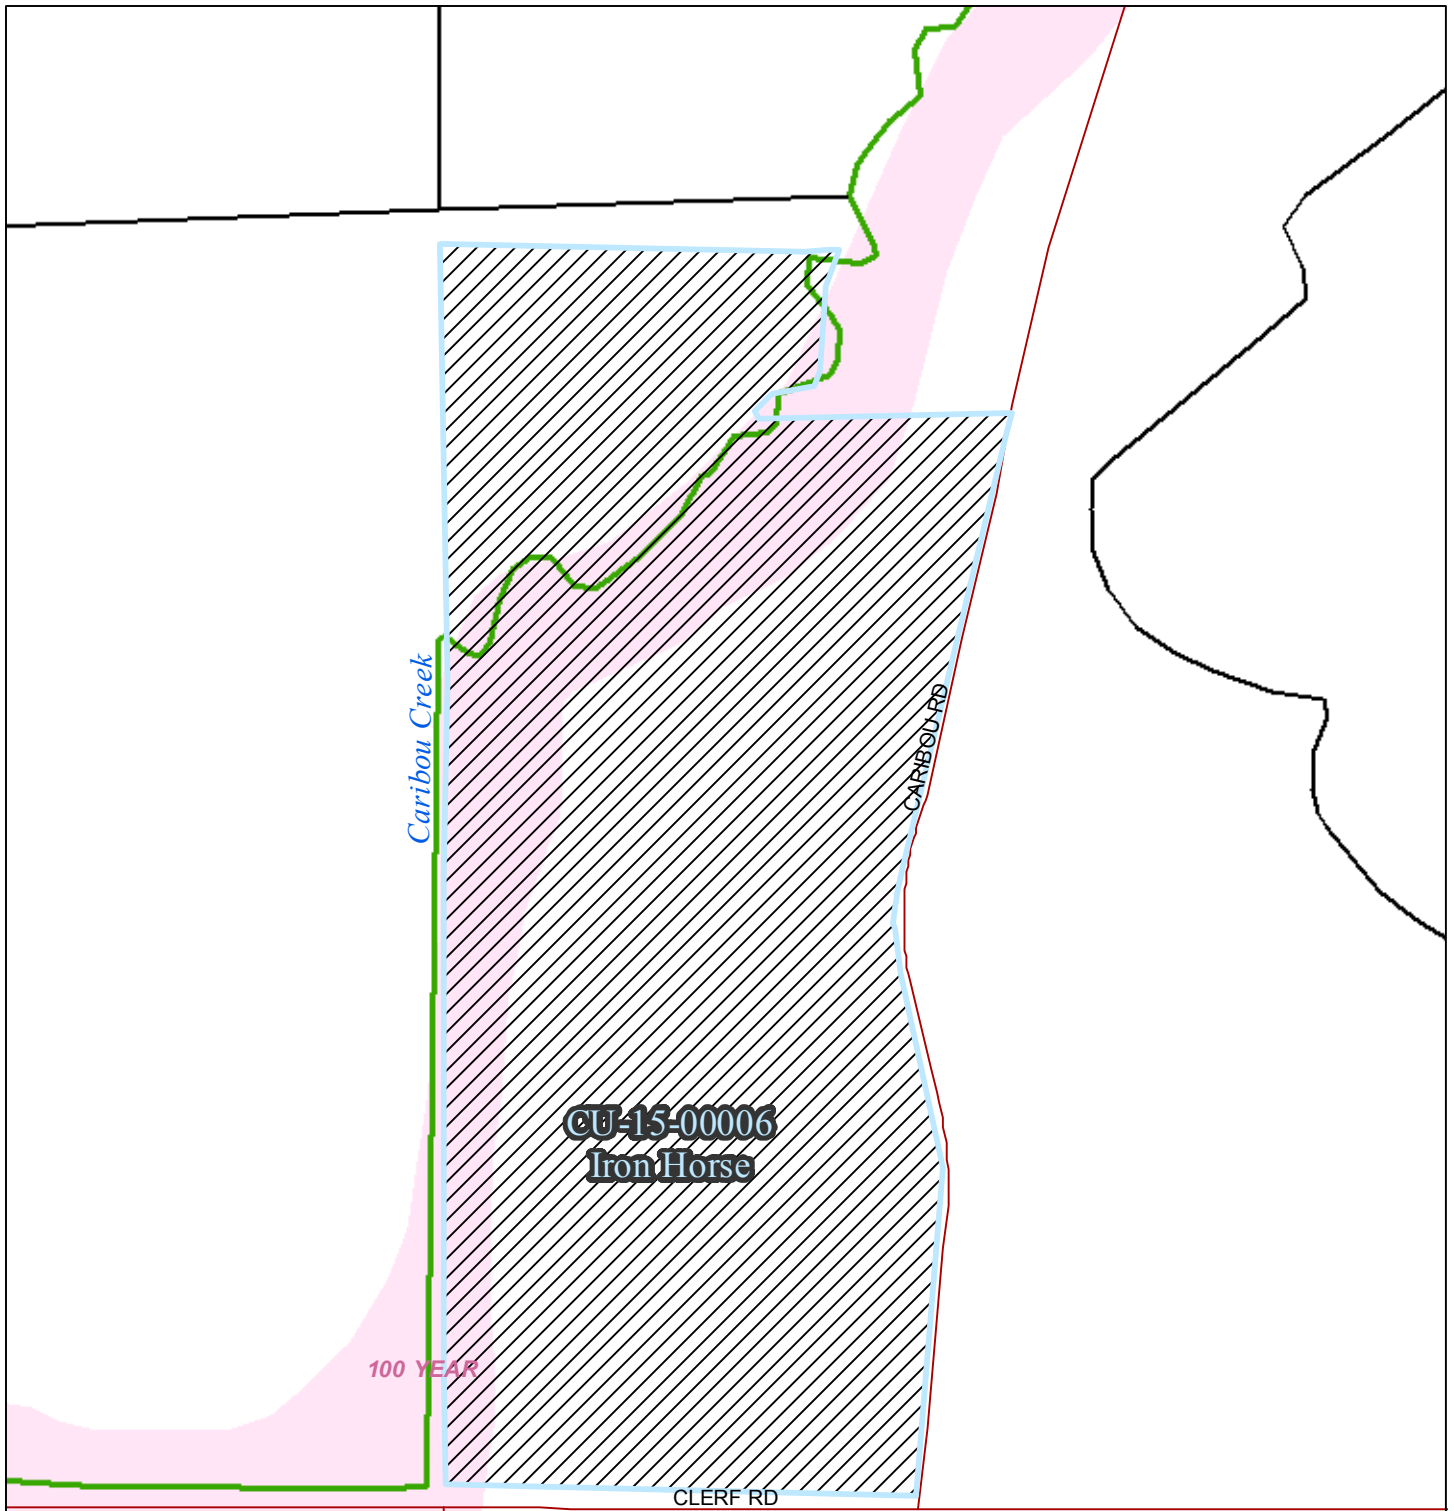 Caribou Creek
CARIBOU RD
CU-15-00006
Iron Horse
100 YEAR
CLERF RD